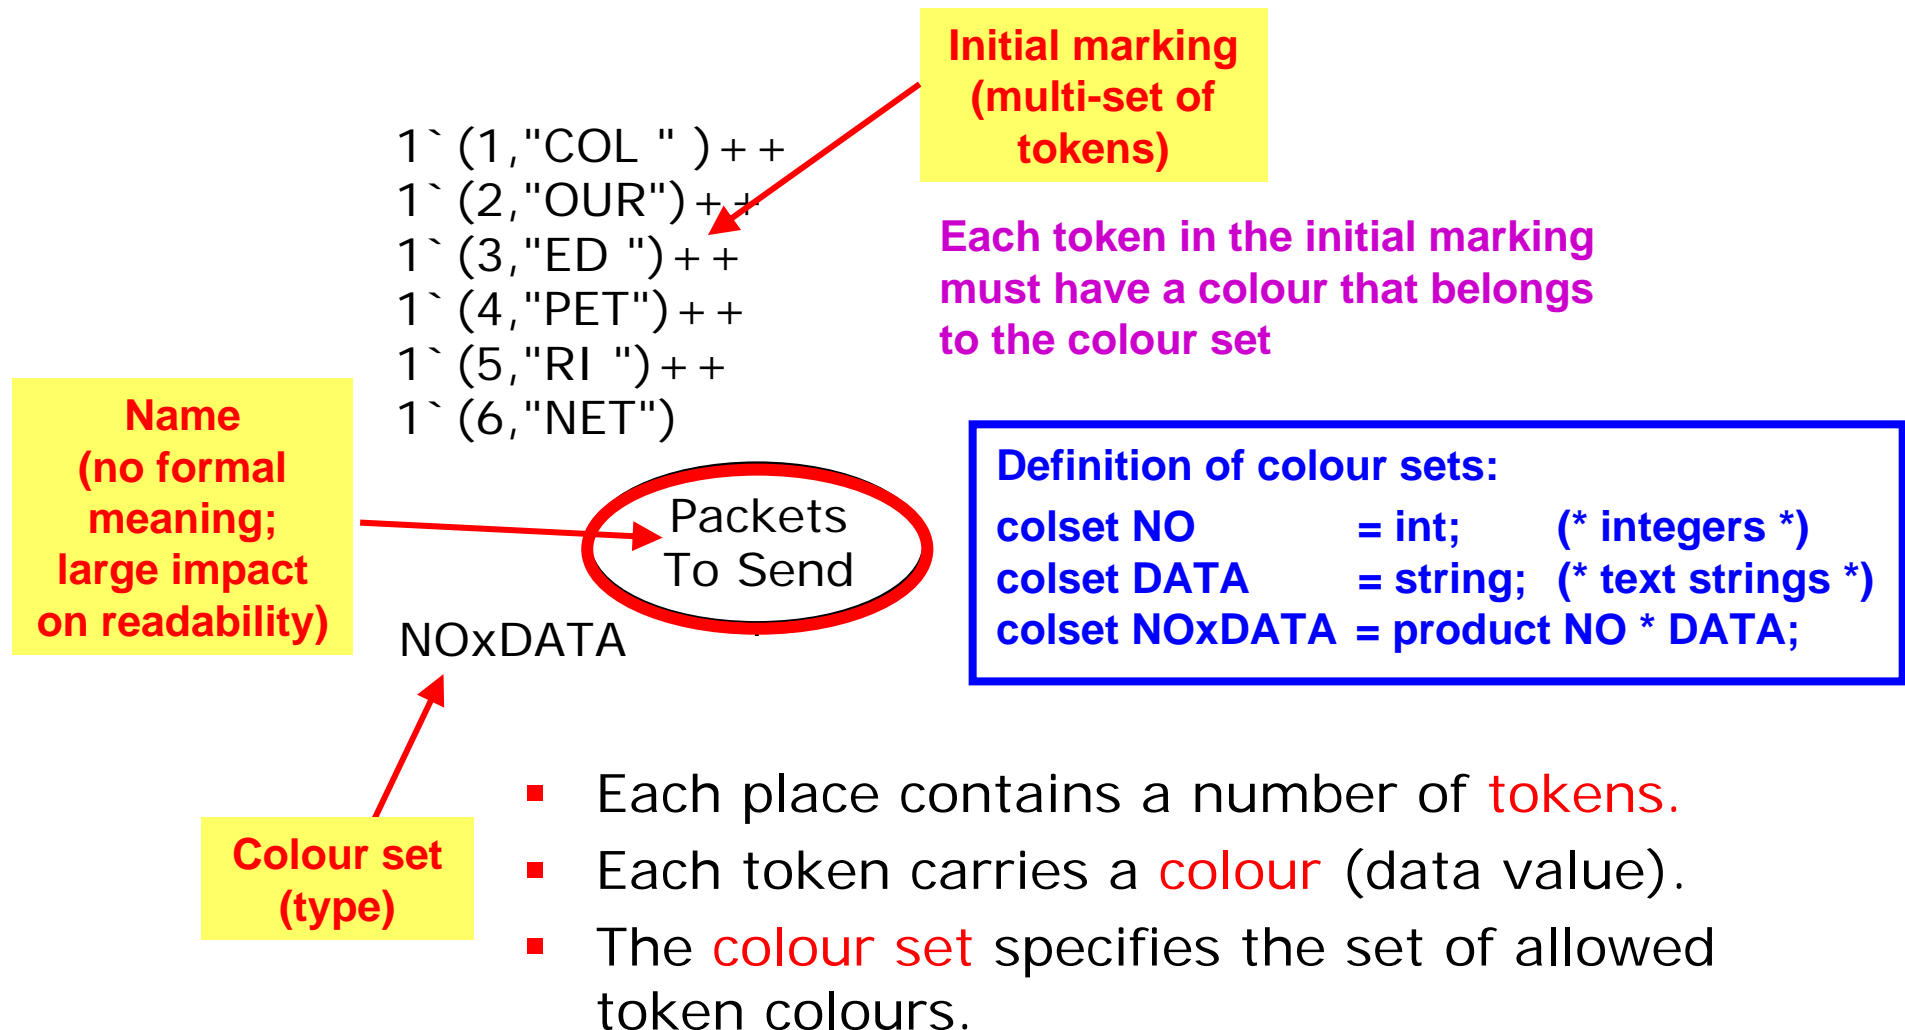 Initial marking
(multi-set of
tokens)
1`(1,"COL " )++
1`(2,"OUR")++
1`(3,"ED ")++
1`(4,"PET")++
1`(5,"RI ")++
1`(6,"NET")
Each token in the initial marking
must have a colour that belongs
to the colour set
Name
(no formal
meaning;
large impact
on readability)
Packets
To Send
NOxDATA
Definition of colour sets:
colset NO = int; (* integers *)
colset DATA = string; (* text strings *)
colset NOxDATA = product NO * DATA;
Colour set
(type)
▪ Each place contains a number of tokens.
▪ Each token carries a colour (data value).
▪ The colour set specifies the set of allowed
token colours.